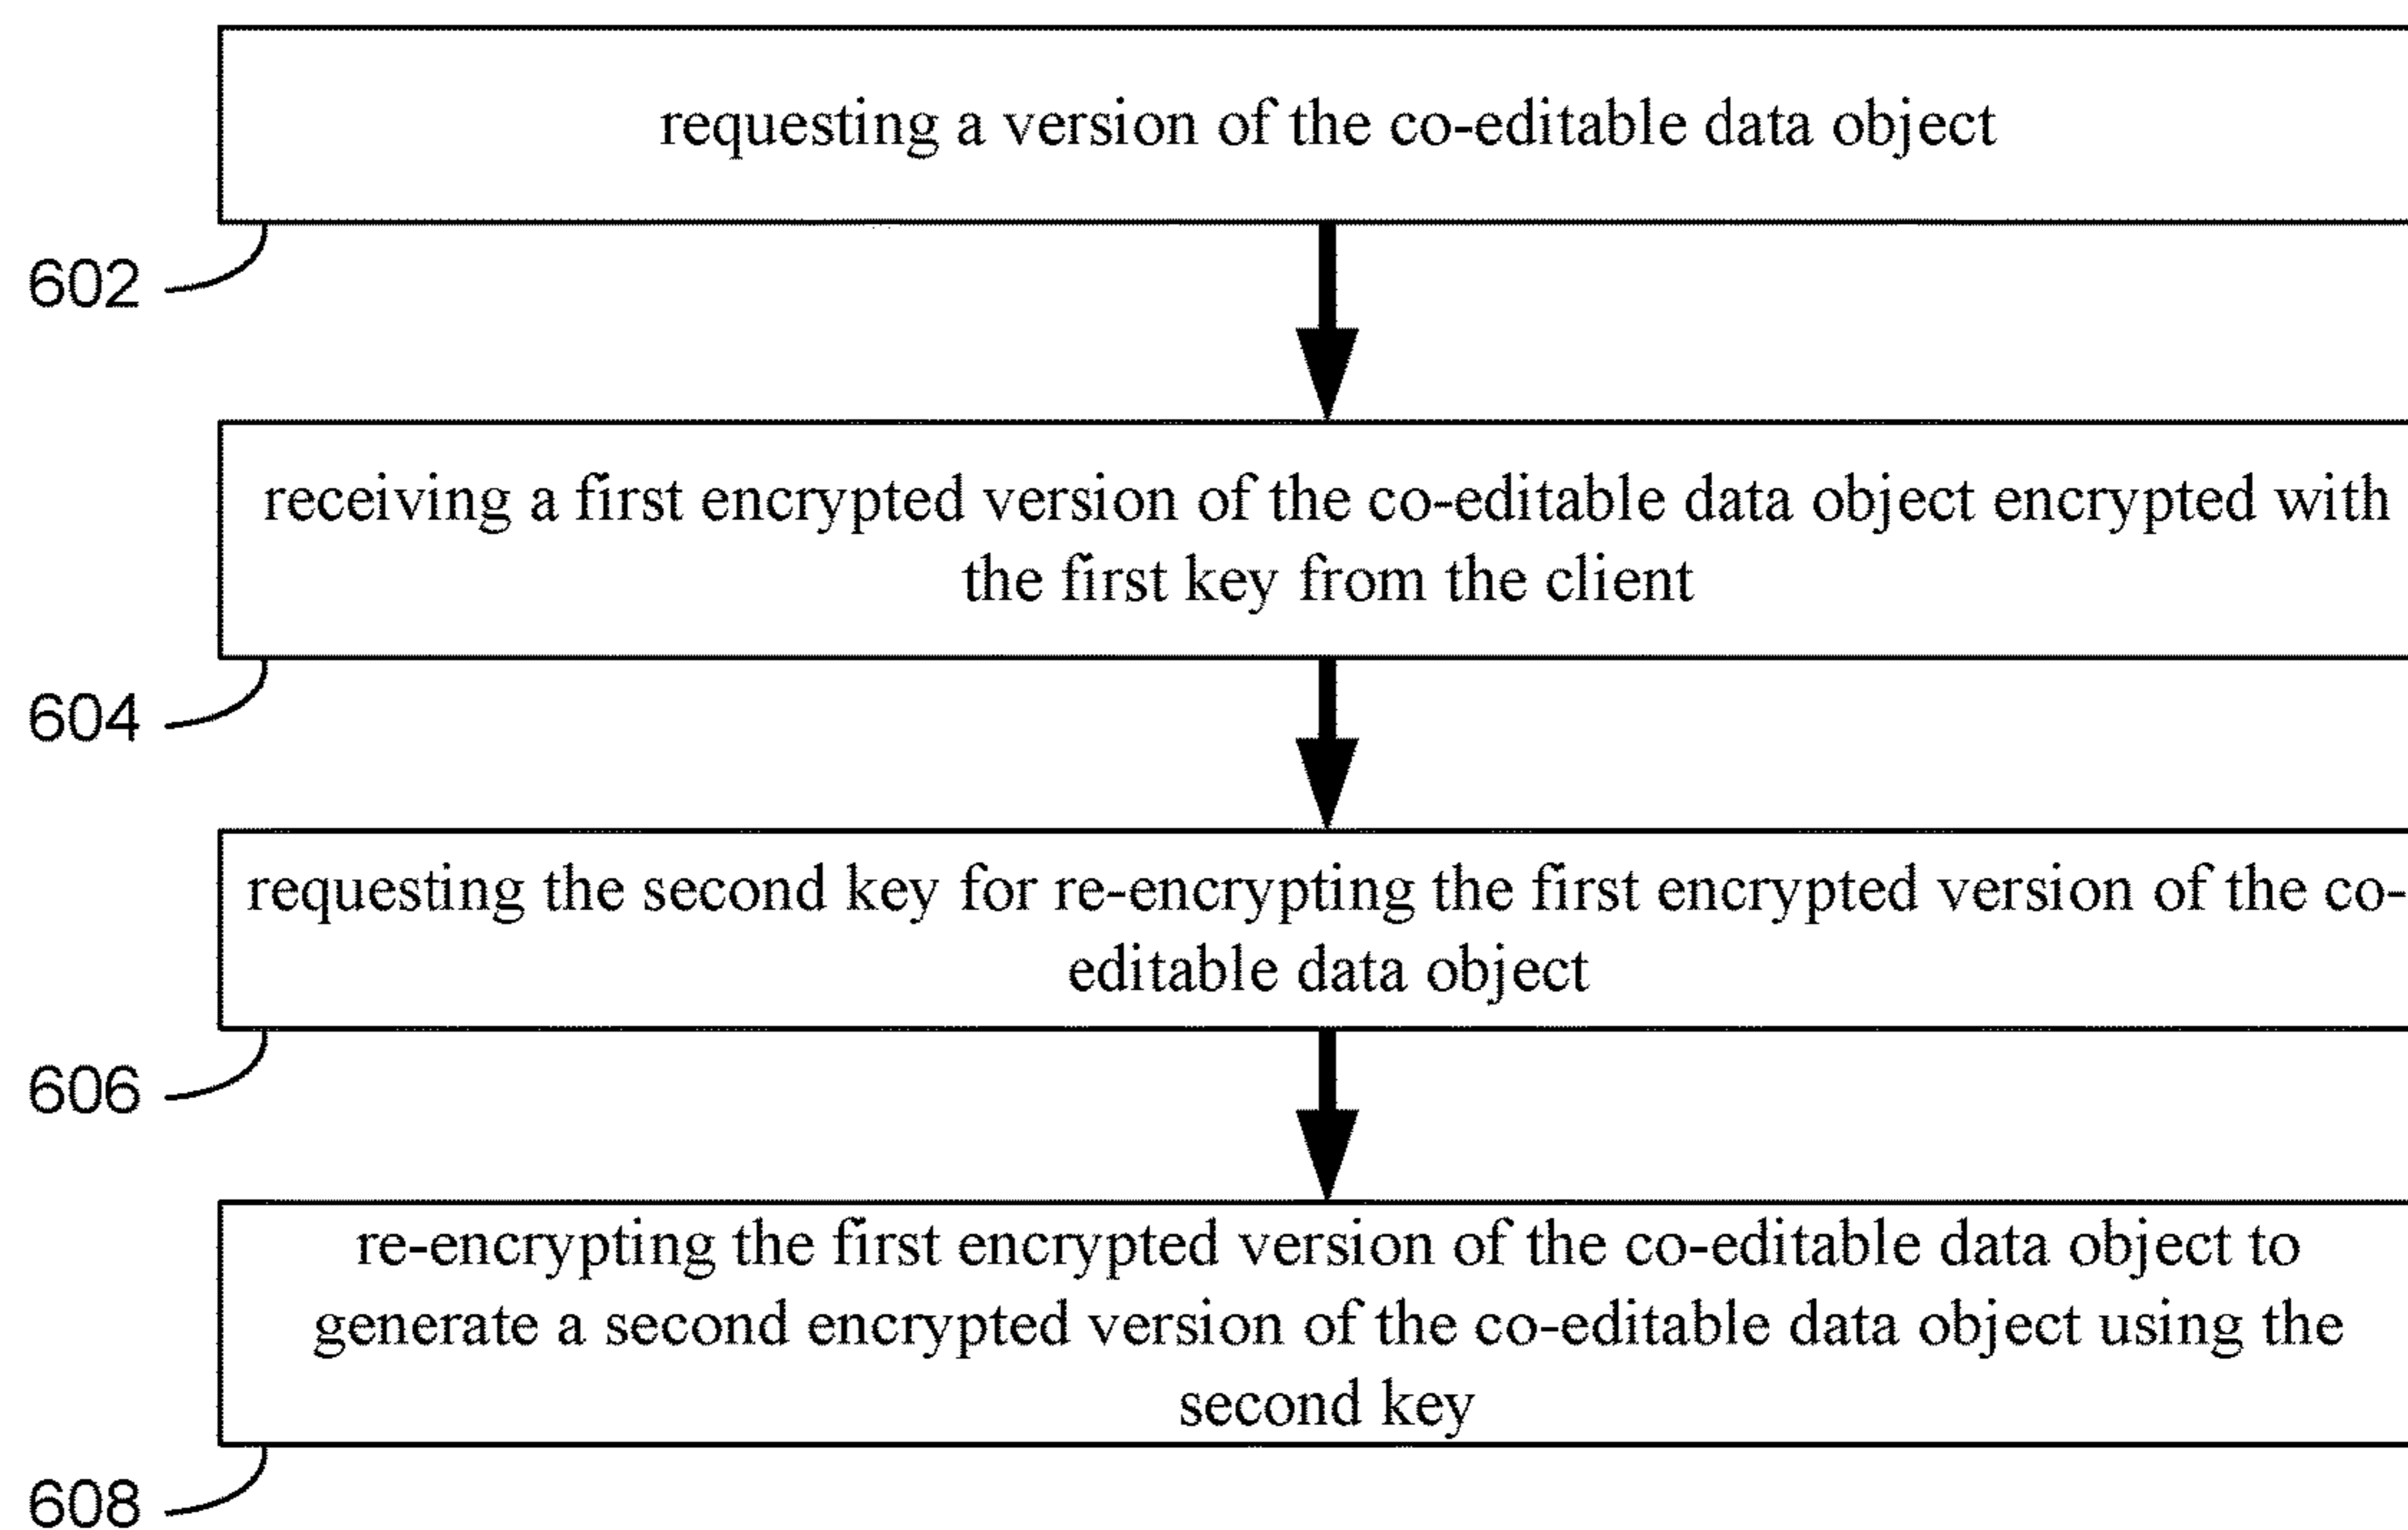 requesting a version of the co-editable data object
602
receiving a first encrypted version of the co-editable data object encrypted with
the first key from the client
604
requesting the second key for re-encrypting the first encrypted version of the co-
editable data object
606
re-encrypting the first encrypted version of the co-editable data object to
generate a second encrypted version of the co-editable data object using the
second key
608